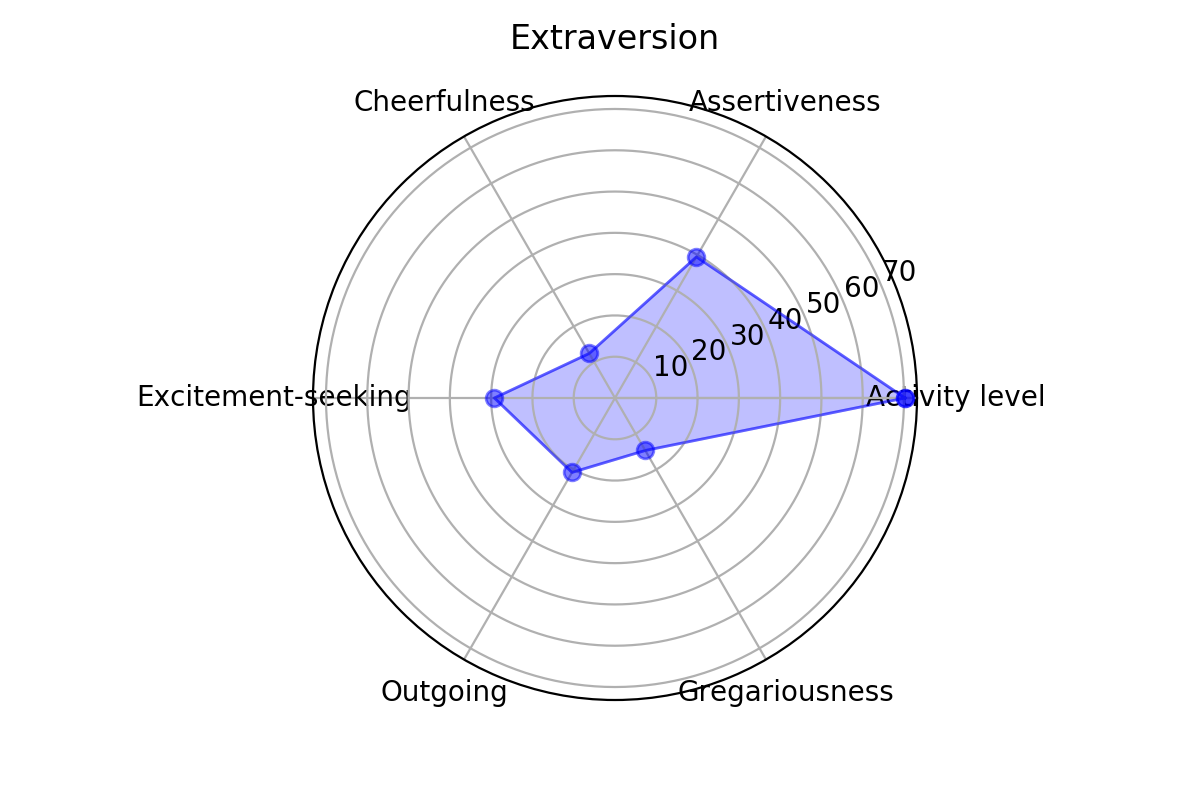 Extraversion
Cheerfulness
Assertiveness
70
60
50
40
30
20
10
Excitement-seeking
Activity level
Outgoing
Gregariousness